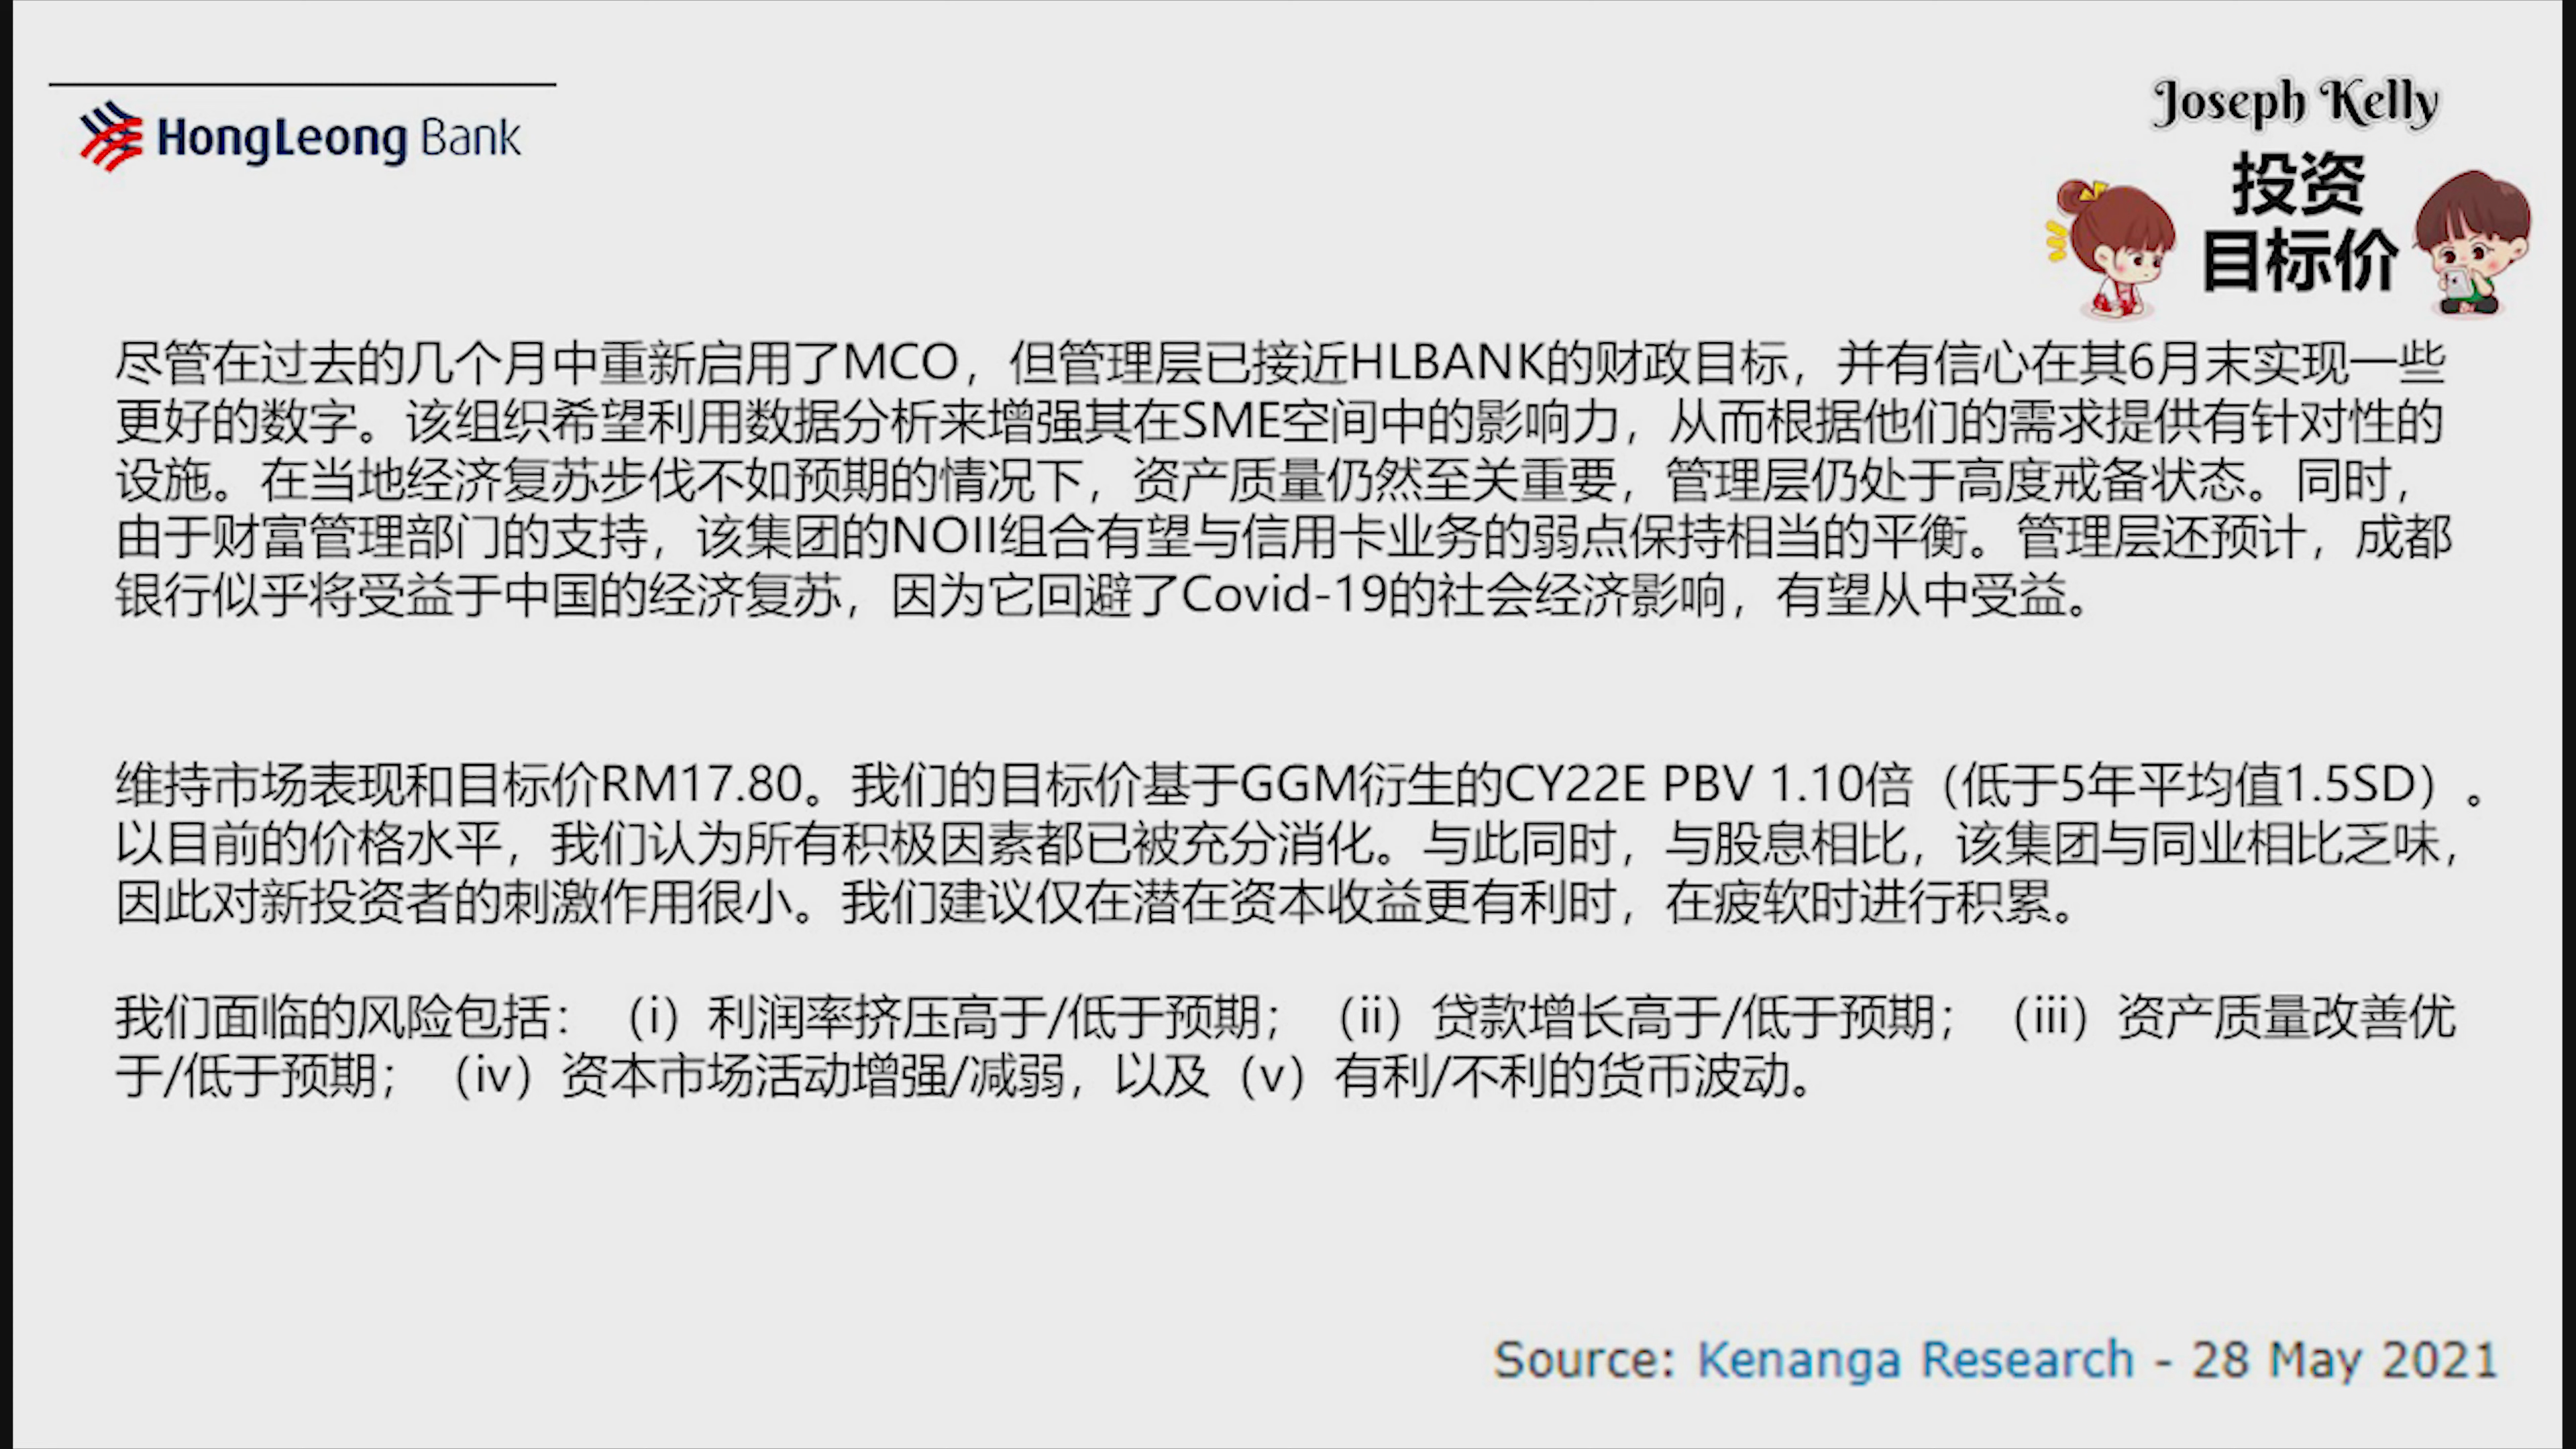 HongLeong Bank
Joseph Kelly
投资
目标价
尽管在过去的几个月中重新启用了MCO，但管理层已接近HLBANK的财政目标，并有信心在其6月末实现一些
更好的数字。该组织希望利用数据分析来增强其在SME空间中的影响力，从而根据他们的需求提供有针对性的
设施。在当地经济复苏步伐不如预期的情况下，资产质量仍然至关重要，管理层仍处于高度戒备状态。同时，
由于财富管理部门的支持，该集团的NOII组合有望与信用卡业务的弱点保持相当的平衡。管理层还预计，成都
银行似乎将受益于中国的经济复苏，因为它回避了Covid-19的社会经济影响，有望从中受益。
维持市场表现和目标价RM17.80。我们的目标价基于GGM衍生的CY22E PBV 1.10倍（低于5年平均值1.5SD）。
以目前的价格水平，我们认为所有积极因素都已被充分消化。与此同时，与股息相比，该集团与同业相比乏味，
因此对新投资者的刺激作用很小。我们建议仅在潜在资本收益更有利时，在疲软时进行积累。
我们面临的风险包括：（i）利润率挤压高于/低于预期；（ii）贷款增长高于/低于预期；（iii）资产质量改善优
于/低于预期；（iv）资本市场活动增强/减弱，以及（v）有利/不利的货币波动。
Source: Kenanga Research - 28 May 2021